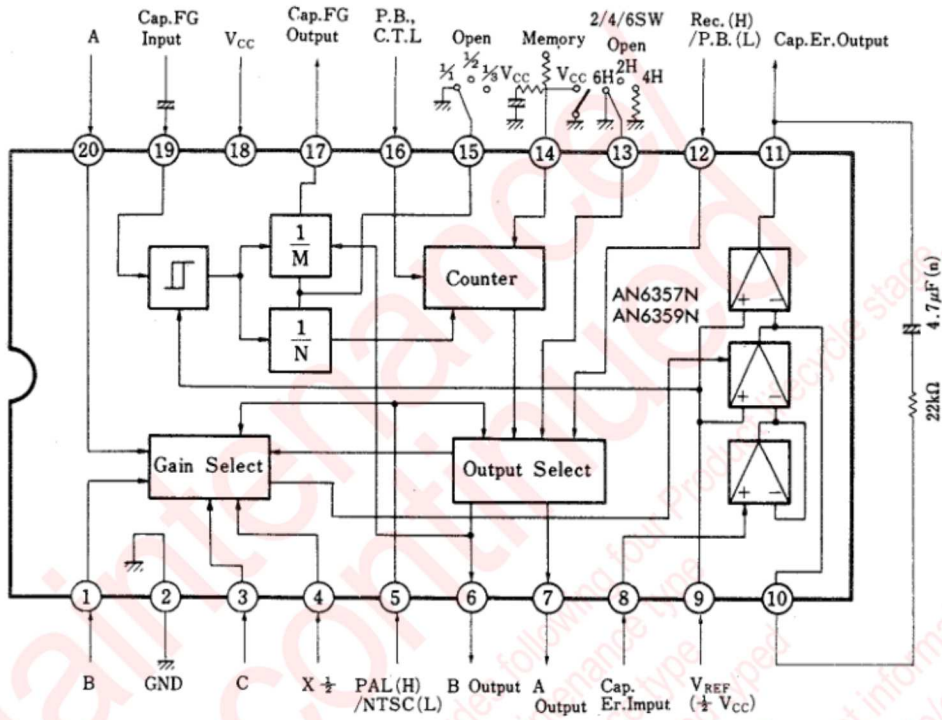 2/4/6SW
Cap.FG
Input
Cap.FG
Output
P.B.,
C.T.L
Rec.(H)
/P.B.(L)
A
VCC
Open
Memory
Open
Cap.Er.Output
1/1
1/2
1/3
VCC
VCC
6H
2H
4H
20
19
18
17
16
15
14
13
12
11
1
M
Counter
AN6357N
AN6359N
+ −
1
N
+ −
4.7μF(n)
22kΩ
Gain Select
Output Select
+ −
1
2
3
4
5
6
7
8
9
10
B
GND
C
X ½
PAL(H)
/NTSC(L)
B Output
A
Output
Cap.
Er.Imput
VREF
(½ VCC)
maintenance/
continued